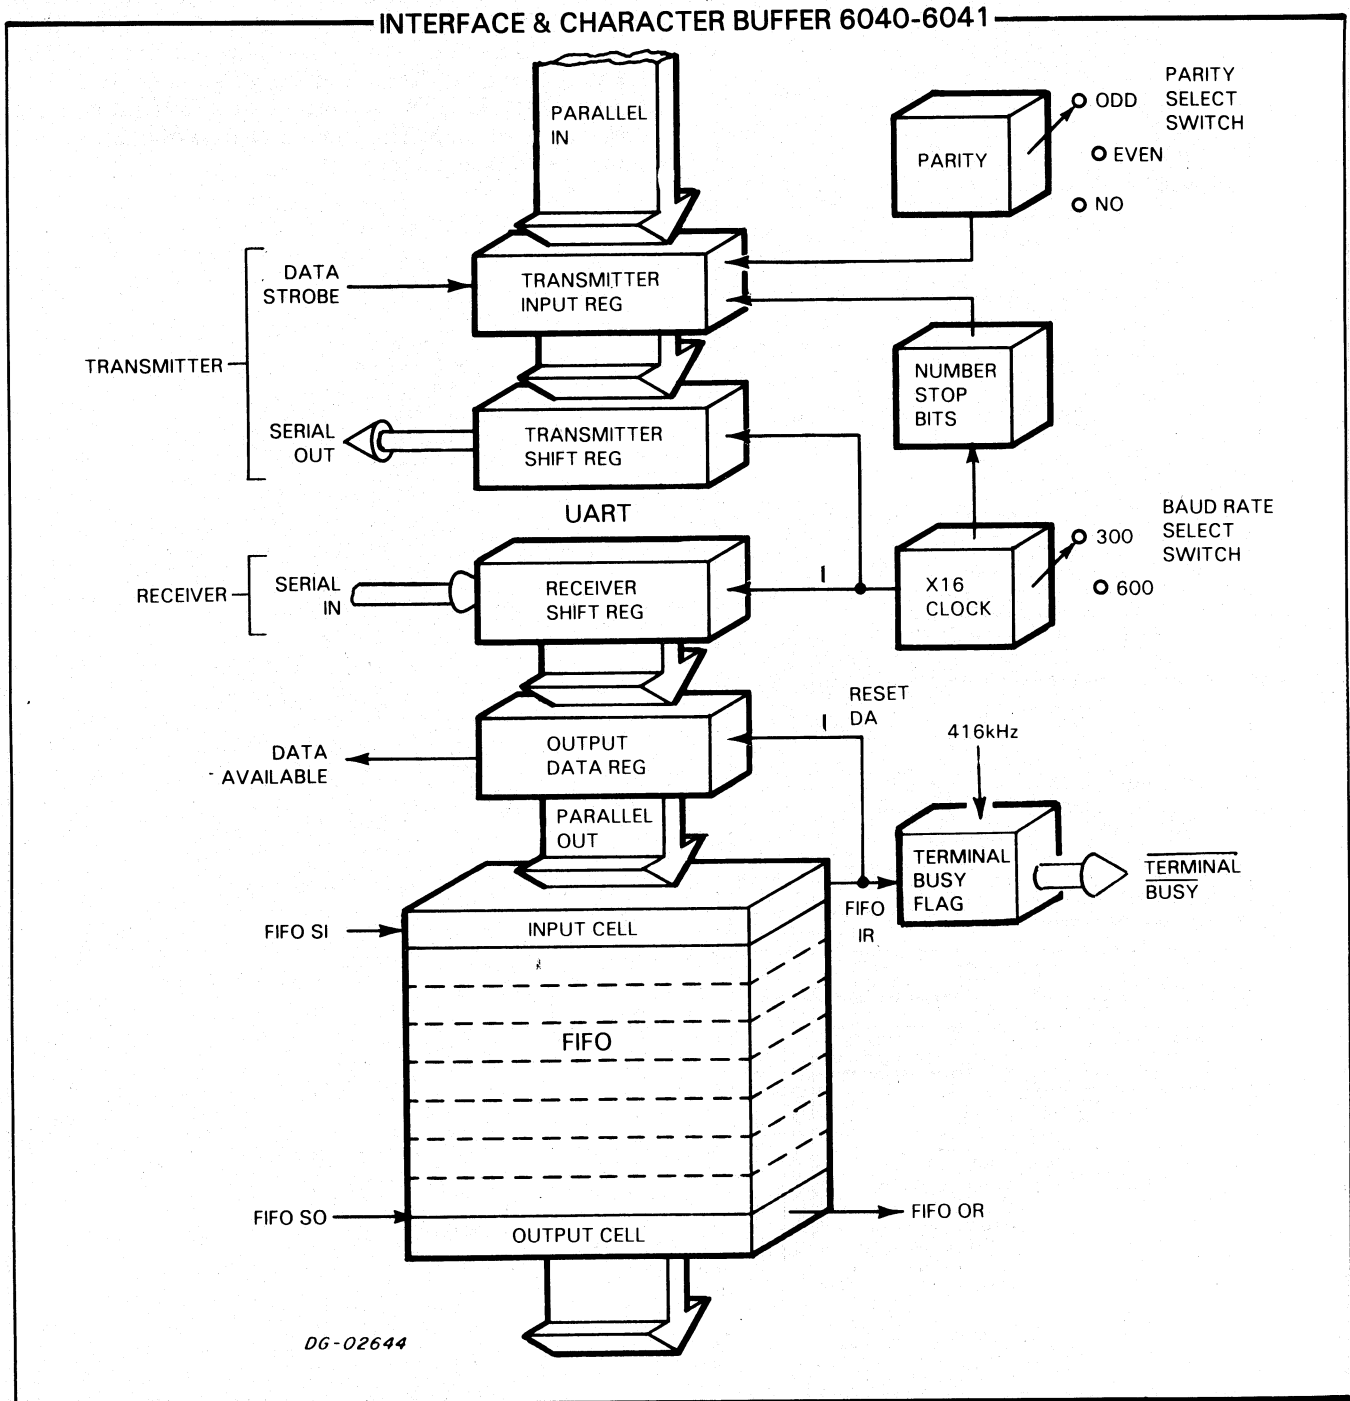 INTERFACE & CHARACTER BUFFER 6040-6041
PARALLEL
IN
PARITY
SELECT
SWITCH
ODD
EVEN
NO
PARITY
DATA
STROBE
TRANSMITTER
INPUT REG
TRANSMITTER
NUMBER
STOP
BITS
SERIAL
OUT
TRANSMITTER
SHIFT REG
UART
BAUD RATE
SELECT
SWITCH
300
600
X16
CLOCK
RECEIVER
SERIAL
IN
RECEIVER
SHIFT REG
RESET
DA
416kHz
DATA
AVAILABLE
OUTPUT
DATA REG
PARALLEL
OUT
TERMINAL
BUSY
FLAG
TERMINAL
BUSY
FIFO
IR
FIFO SI
INPUT CELL
FIFO
FIFO SO
OUTPUT CELL
FIFO OR
DG-02644